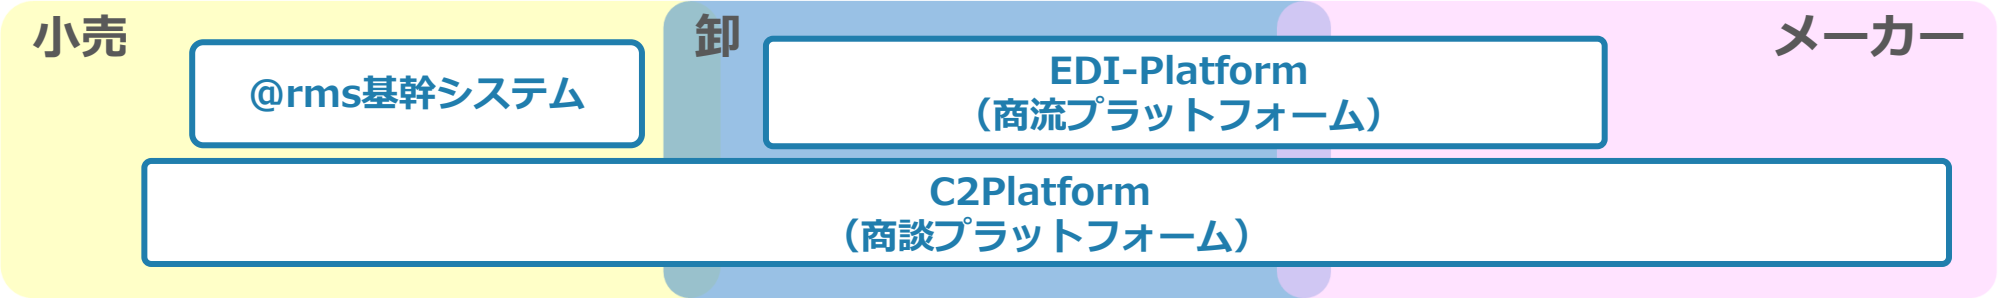 小売
卸
メーカー
@rms基幹システム
EDI-Platform
（商流プラットフォーム）
C2Platform
（商談プラットフォーム）